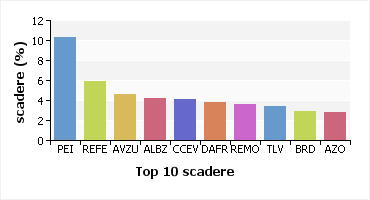 12
10
8
6
4
2
0
scadere (%)
PEI REFE AVZU ALBZ CCEV DAFR REMO TLV BRD AZO
Top 10 scadere